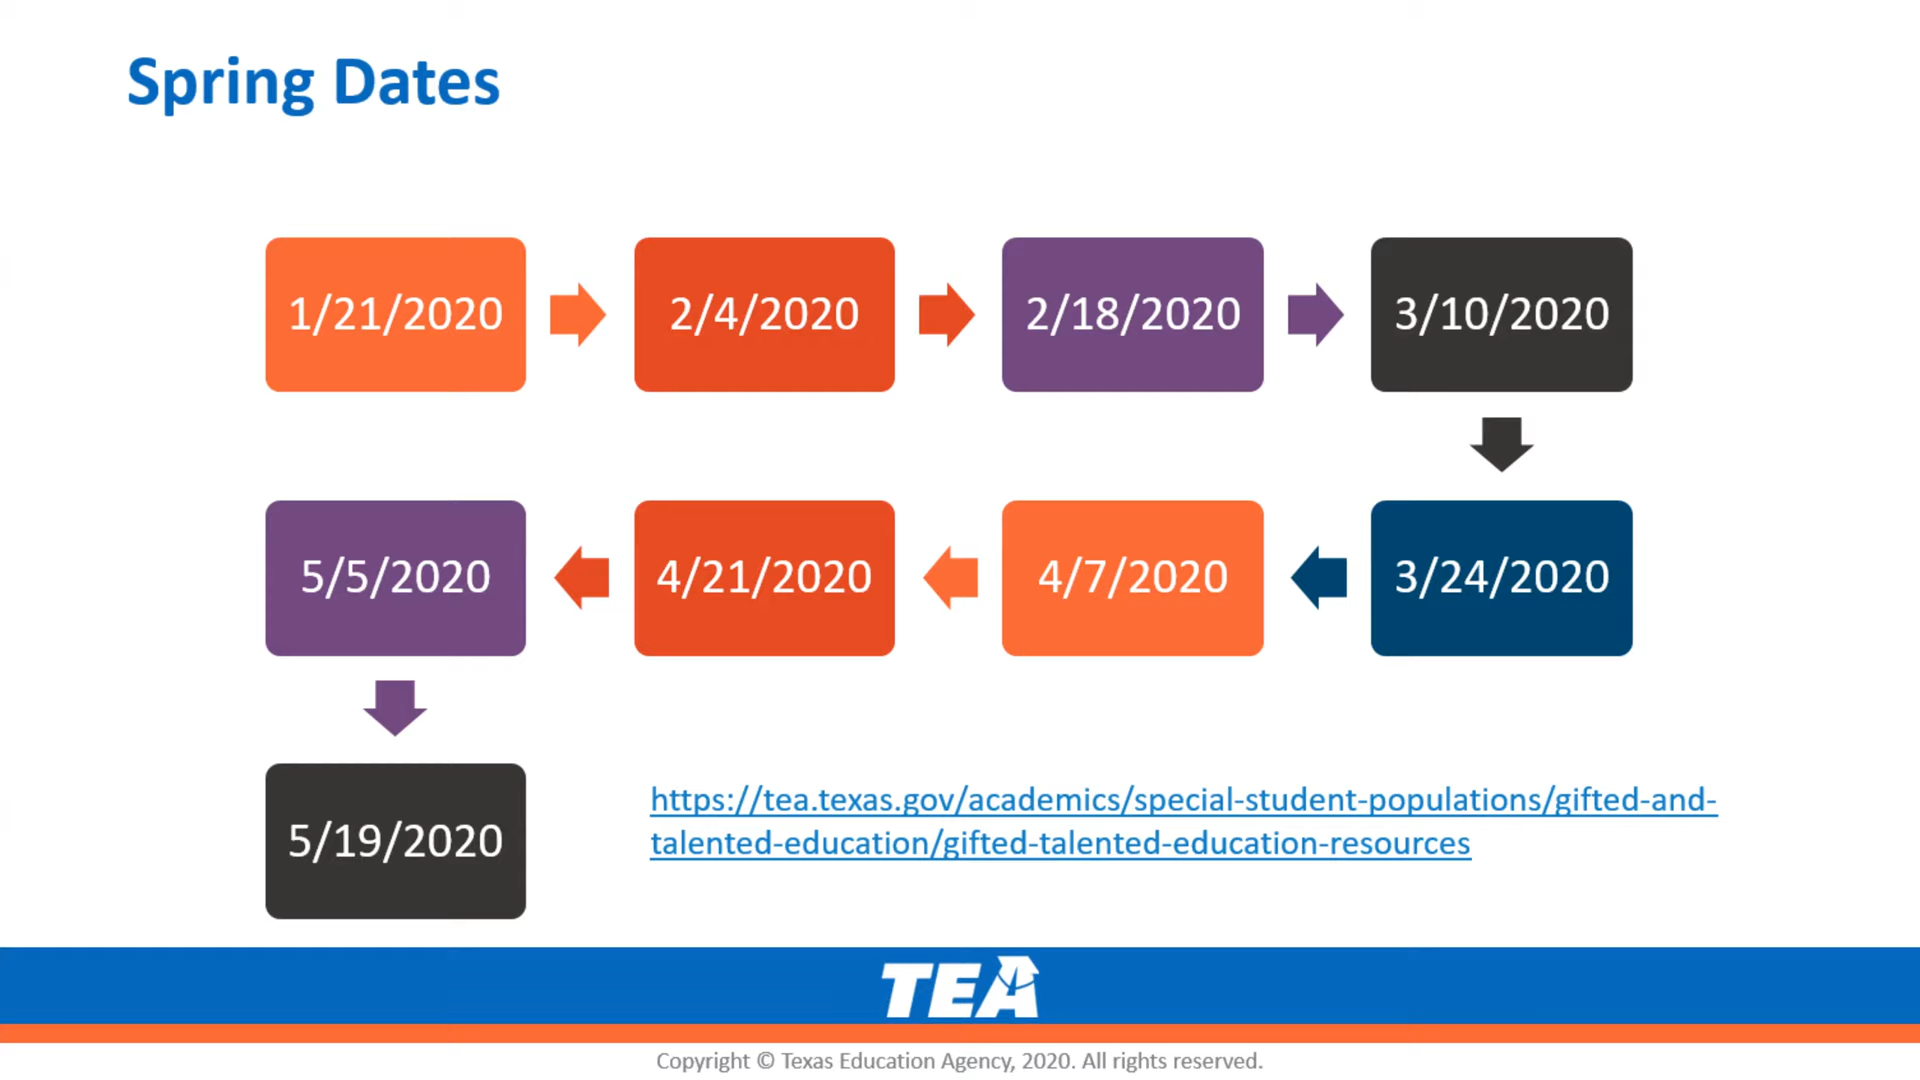 Spring Dates
1/21/2020
2/4/2020
2/18/2020
3/10/2020
3/24/2020
4/7/2020
4/21/2020
5/5/2020
5/19/2020
https://tea.texas.gov/academics/special-student-populations/gifted-and-
talented-education/gifted-talented-education-resources
TEA
Copyright © Texas Education Agency, 2020. All rights reserved.